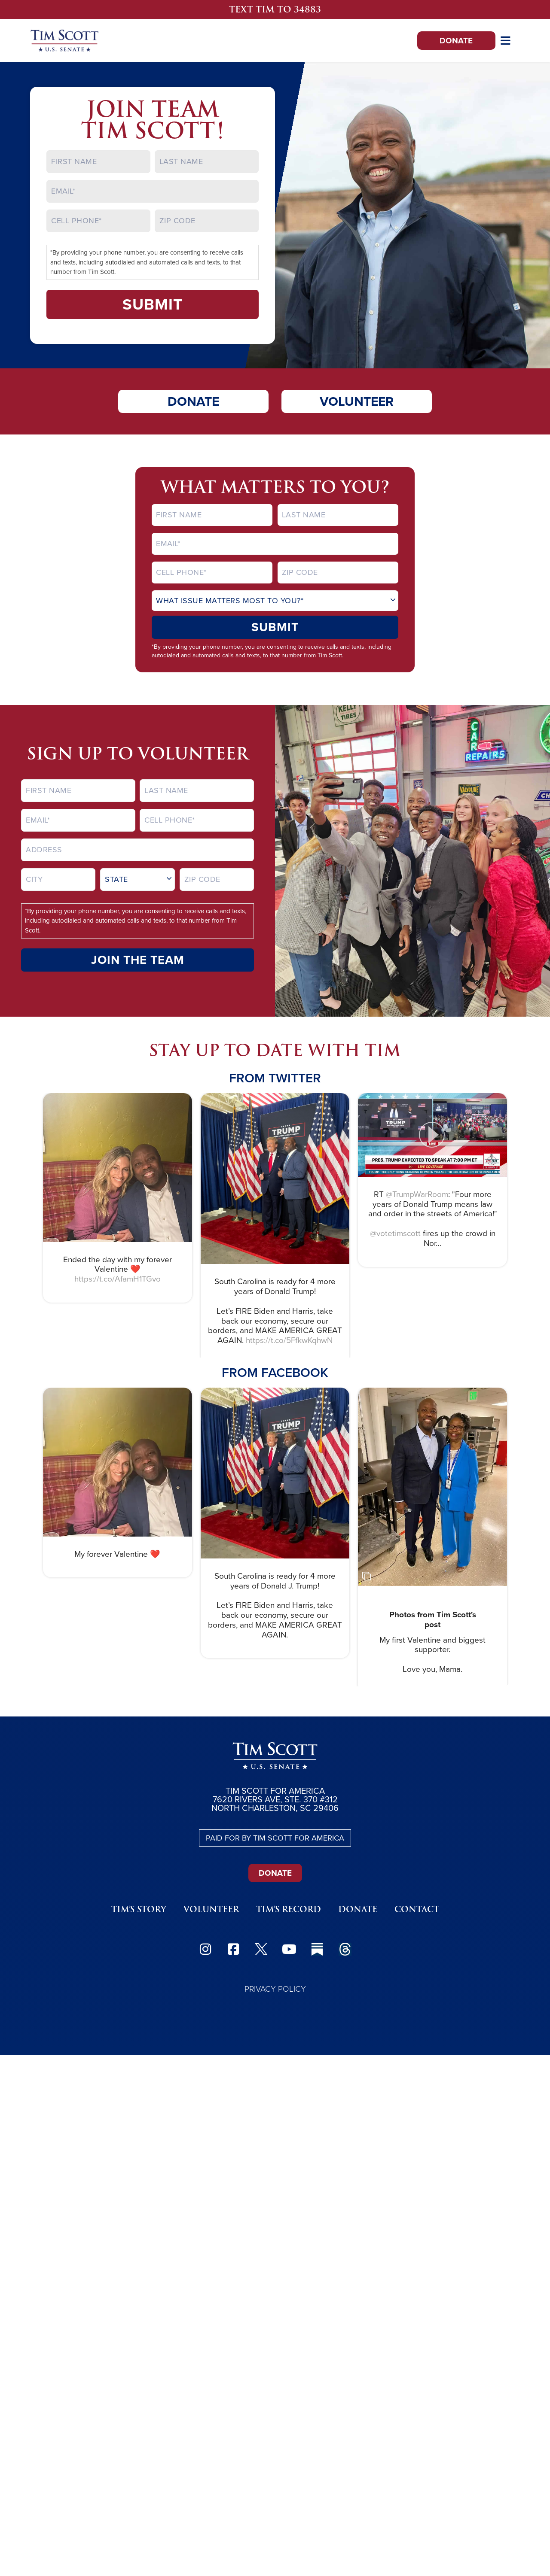 TEXT TIM TO 34883
TIM SCOTT
U.S. SENATE
DONATE
JOIN TEAM
TIM SCOTT!
FIRST NAME
LAST NAME
EMAIL*
CELL PHONE*
ZIP CODE
*By providing your phone number, you are consenting to receive calls
and texts, including autodialed and automated calls and texts, to that
number from Tim Scott.
SUBMIT
DONATE
VOLUNTEER
WHAT MATTERS TO YOU?
FIRST NAME
LAST NAME
EMAIL*
CELL PHONE*
ZIP CODE
WHAT ISSUE MATTERS MOST TO YOU?*
SUBMIT
*By providing your phone number, you are consenting to receive calls and texts, including
autodialed and automated calls and texts, to that number from Tim Scott.
SIGN UP TO VOLUNTEER
FIRST NAME
LAST NAME
EMAIL*
CELL PHONE*
ADDRESS
CITY
STATE
ZIP CODE
*By providing your phone number, you are consenting to receive calls and texts,
including autodialed and automated calls and texts, to that number from Tim
Scott.
JOIN THE TEAM
KELLY
TIRES
CAR
REPAIRS
VALVOLINE
STAY UP TO DATE WITH TIM
FROM TWITTER
Ended the day with my forever
Valentine ❤️
https://t.co/AfamH1TGvo
TRUMP
South Carolina is ready for 4 more
years of Donald Trump!
Let's FIRE Biden and Harris, take
back our economy, secure our
borders, and MAKE AMERICA GREAT
AGAIN. https://t.co/5FfkwKqhwN
TRUMP
PRES. TRUMP EXPECTED TO SPEAK AT 7:00 PM ET
LIVE COVERAGE
RT @TrumpWarRoom: "Four more
years of Donald Trump means law
and order in the streets of America!"
@votetimscott fires up the crowd in
Nor...
FROM FACEBOOK
My forever Valentine ❤️
TRUMP
South Carolina is ready for 4 more
years of Donald J. Trump!
Let's FIRE Biden and Harris, take
back our economy, secure our
borders, and MAKE AMERICA GREAT
AGAIN.
Photos from Tim Scott's
post
My first Valentine and biggest
supporter.
Love you, Mama.
TIM SCOTT
U.S. SENATE
TIM SCOTT FOR AMERICA
7620 RIVERS AVE, STE. 370 #312
NORTH CHARLESTON, SC 29406
PAID FOR BY TIM SCOTT FOR AMERICA
DONATE
TIM'S STORY
VOLUNTEER
TIM'S RECORD
DONATE
CONTACT
PRIVACY POLICY